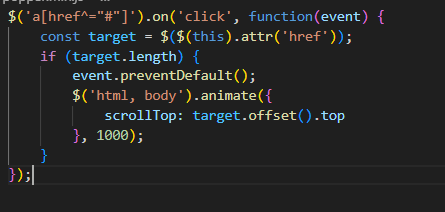 $('a[href^="#"]').on('click', function(event) {
    const target = $($(this).attr('href'));
    if (target.length) {
        event.preventDefault();
        $('html, body').animate({
            scrollTop: target.offset().top
        }, 1000);
    }
});